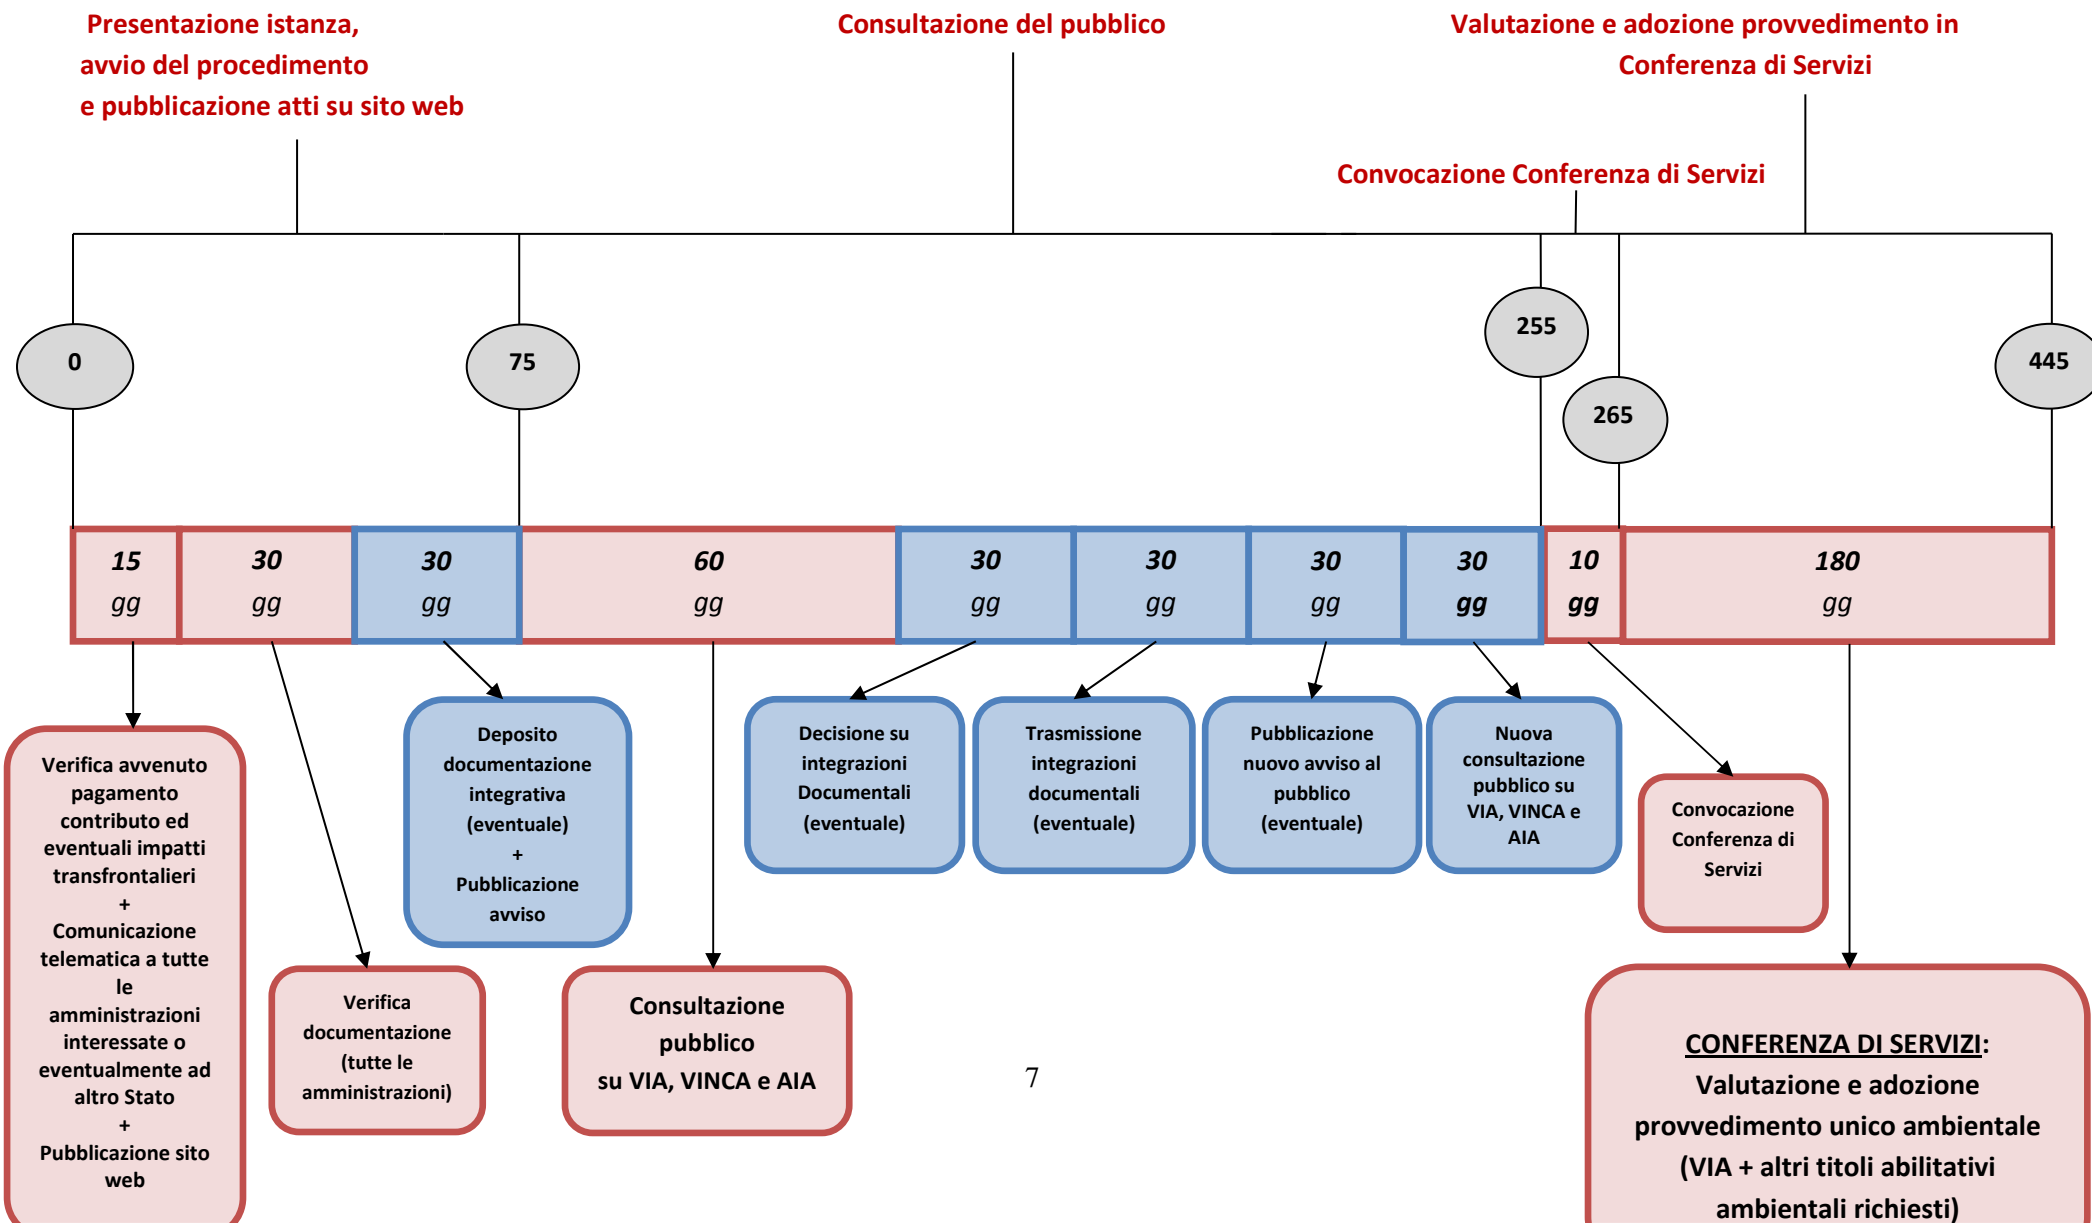 Presentazione istanza,
avvio del procedimento
e pubblicazione atti su sito web
Consultazione del pubblico
Valutazione e adozione provvedimento in
Conferenza di Servizi
Convocazione Conferenza di Servizi
0
75
255
265
445
15
gg
30
gg
30
gg
60
gg
30
gg
30
gg
30
gg
30
gg
10
gg
180
gg
Verifica avvenuto
pagamento
contributo ed
eventuali impatti
transfrontalieri
+
Comunicazione
telematica a tutte
le
amministrazioni
interessate o
eventualmente ad
altro Stato
+
Pubblicazione sito
web
Verifica
documentazione
(tutte le
amministrazioni)
Deposito
documentazione
integrativa
(eventuale)
+
Pubblicazione
avviso
Consultazione
pubblico
su VIA, VINCA e AIA
Decisione su
integrazioni
Documentali
(eventuale)
Trasmissione
integrazioni
documentali
(eventuale)
Pubblicazione
nuovo avviso al
pubblico
(eventuale)
Nuova
consultazione
pubblico su
VIA, VINCA e
AIA
Convocazione
Conferenza di
Servizi
CONFERENZA DI SERVIZI:
Valutazione e adozione
provvedimento unico ambientale
(VIA + altri titoli abilitativi
ambientali richiesti)
7